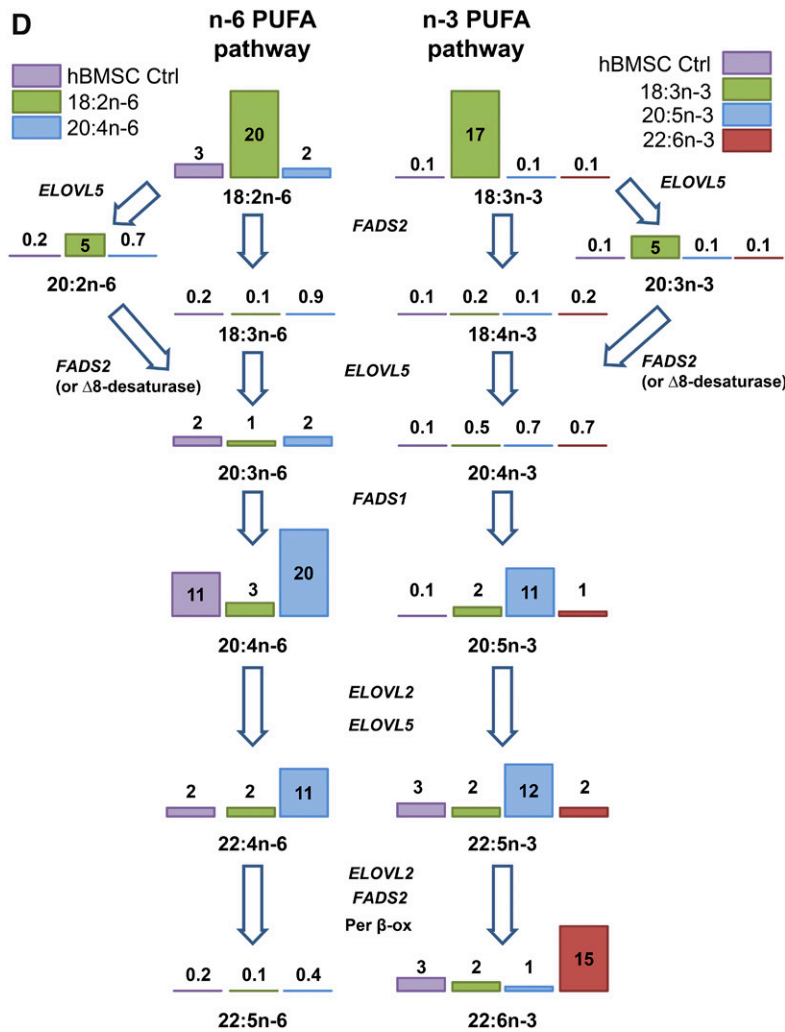 D
n-6 PUFA
pathway
n-3 PUFA
pathway
hBMSC Ctrl
18:2n-6
20:4n-6
hBMSC Ctrl
18:3n-3
20:5n-3
22:6n-3
3 20 2
18:2n-6
0.1 17 0.1 0.1
18:3n-3
ELOVL5
FADS2
ELOVL5
0.2 5 0.7
20:2n-6
0.1 5 0.1 0.1
20:3n-3
0.2 0.1 0.9
18:3n-6
0.1 0.2 0.1 0.2
18:4n-3
FADS2
(or Δ8-desaturase)
ELOVL5
FADS2
(or Δ8-desaturase)
2 1 2
20:3n-6
0.1 0.5 0.7 0.7
20:4n-3
FADS1
11 3 20
20:4n-6
0.1 2 11 1
20:5n-3
ELOVL2
ELOVL5
2 2 11
22:4n-6
3 2 12 2
22:5n-3
ELOVL2
FADS2
Per β-ox
0.2 0.1 0.4
22:5n-6
3 2 1 15
22:6n-3